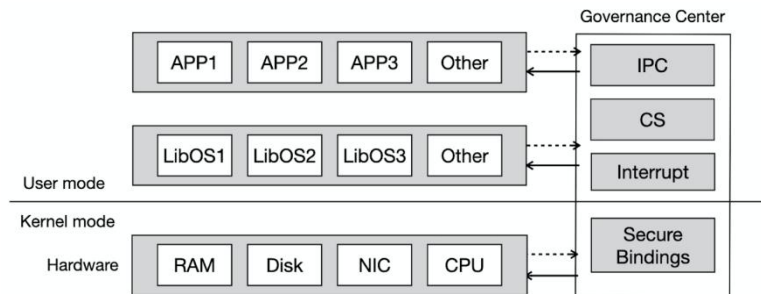 Governance Center
APP1 APP2 APP3 Other
IPC
CS
LibOS1 LibOS2 LibOS3 Other
Interrupt
User mode
Kernel mode
Secure
Bindings
Hardware
RAM Disk NIC CPU